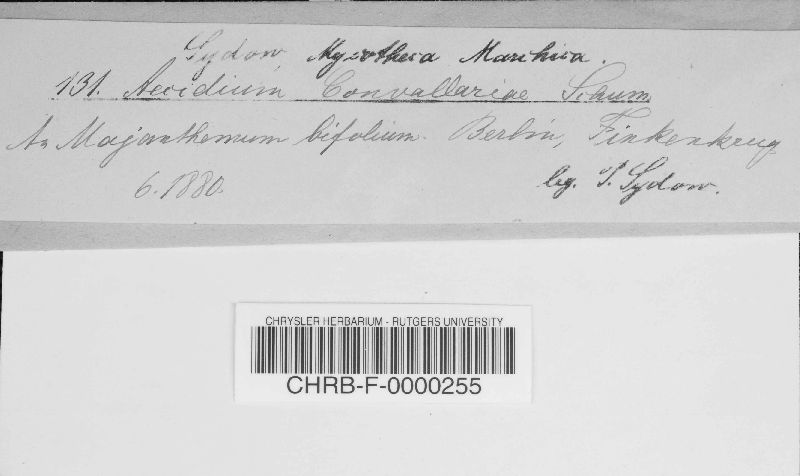 Sydow, Mycotheca Marchica.
131. Aecidium Convallariae Schum.
An Majanthemum bifolium. Berlin, Finkenkrug
6. 1880.
leg. P. Sydow.
CHRYSLER HERBARIUM - RUTGERS UNIVERSITY
CHRB-F-0000255